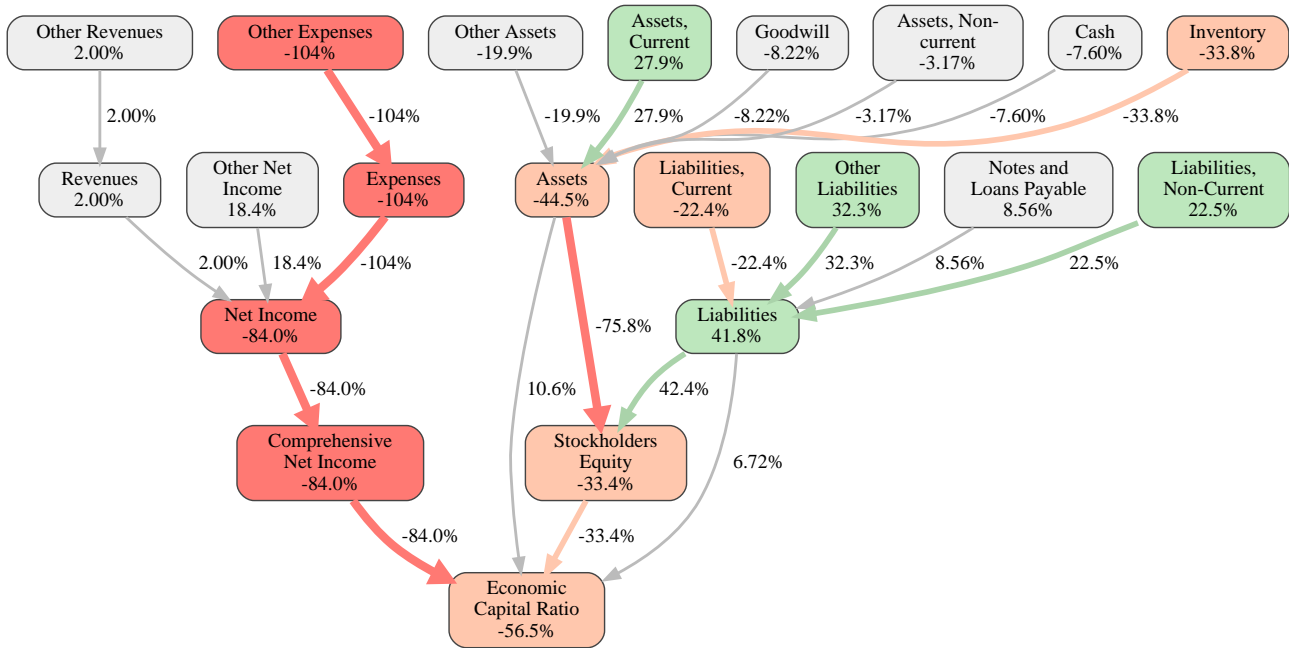 Other Revenues
2.00%
Other Expenses
-104%
Other Assets
-19.9%
Assets,
Current
27.9%
Goodwill
-8.22%
Assets, Non-
current
-3.17%
Cash
-7.60%
Inventory
-33.8%
2.00%
-104%
-19.9%
27.9%
-8.22%
-3.17%
-7.60%
-33.8%
Revenues
2.00%
Other Net
Income
18.4%
Expenses
-104%
Assets
-44.5%
Liabilities,
Current
-22.4%
Other
Liabilities
32.3%
Notes and
Loans Payable
8.56%
Liabilities,
Non-Current
22.5%
2.00%
18.4%
-104%
-22.4%
32.3%
8.56%
22.5%
Net Income
-84.0%
-75.8%
Liabilities
41.8%
-84.0%
10.6%
42.4%
Comprehensive
Net Income
-84.0%
Stockholders
Equity
-33.4%
6.72%
-84.0%
-33.4%
Economic
Capital Ratio
-56.5%